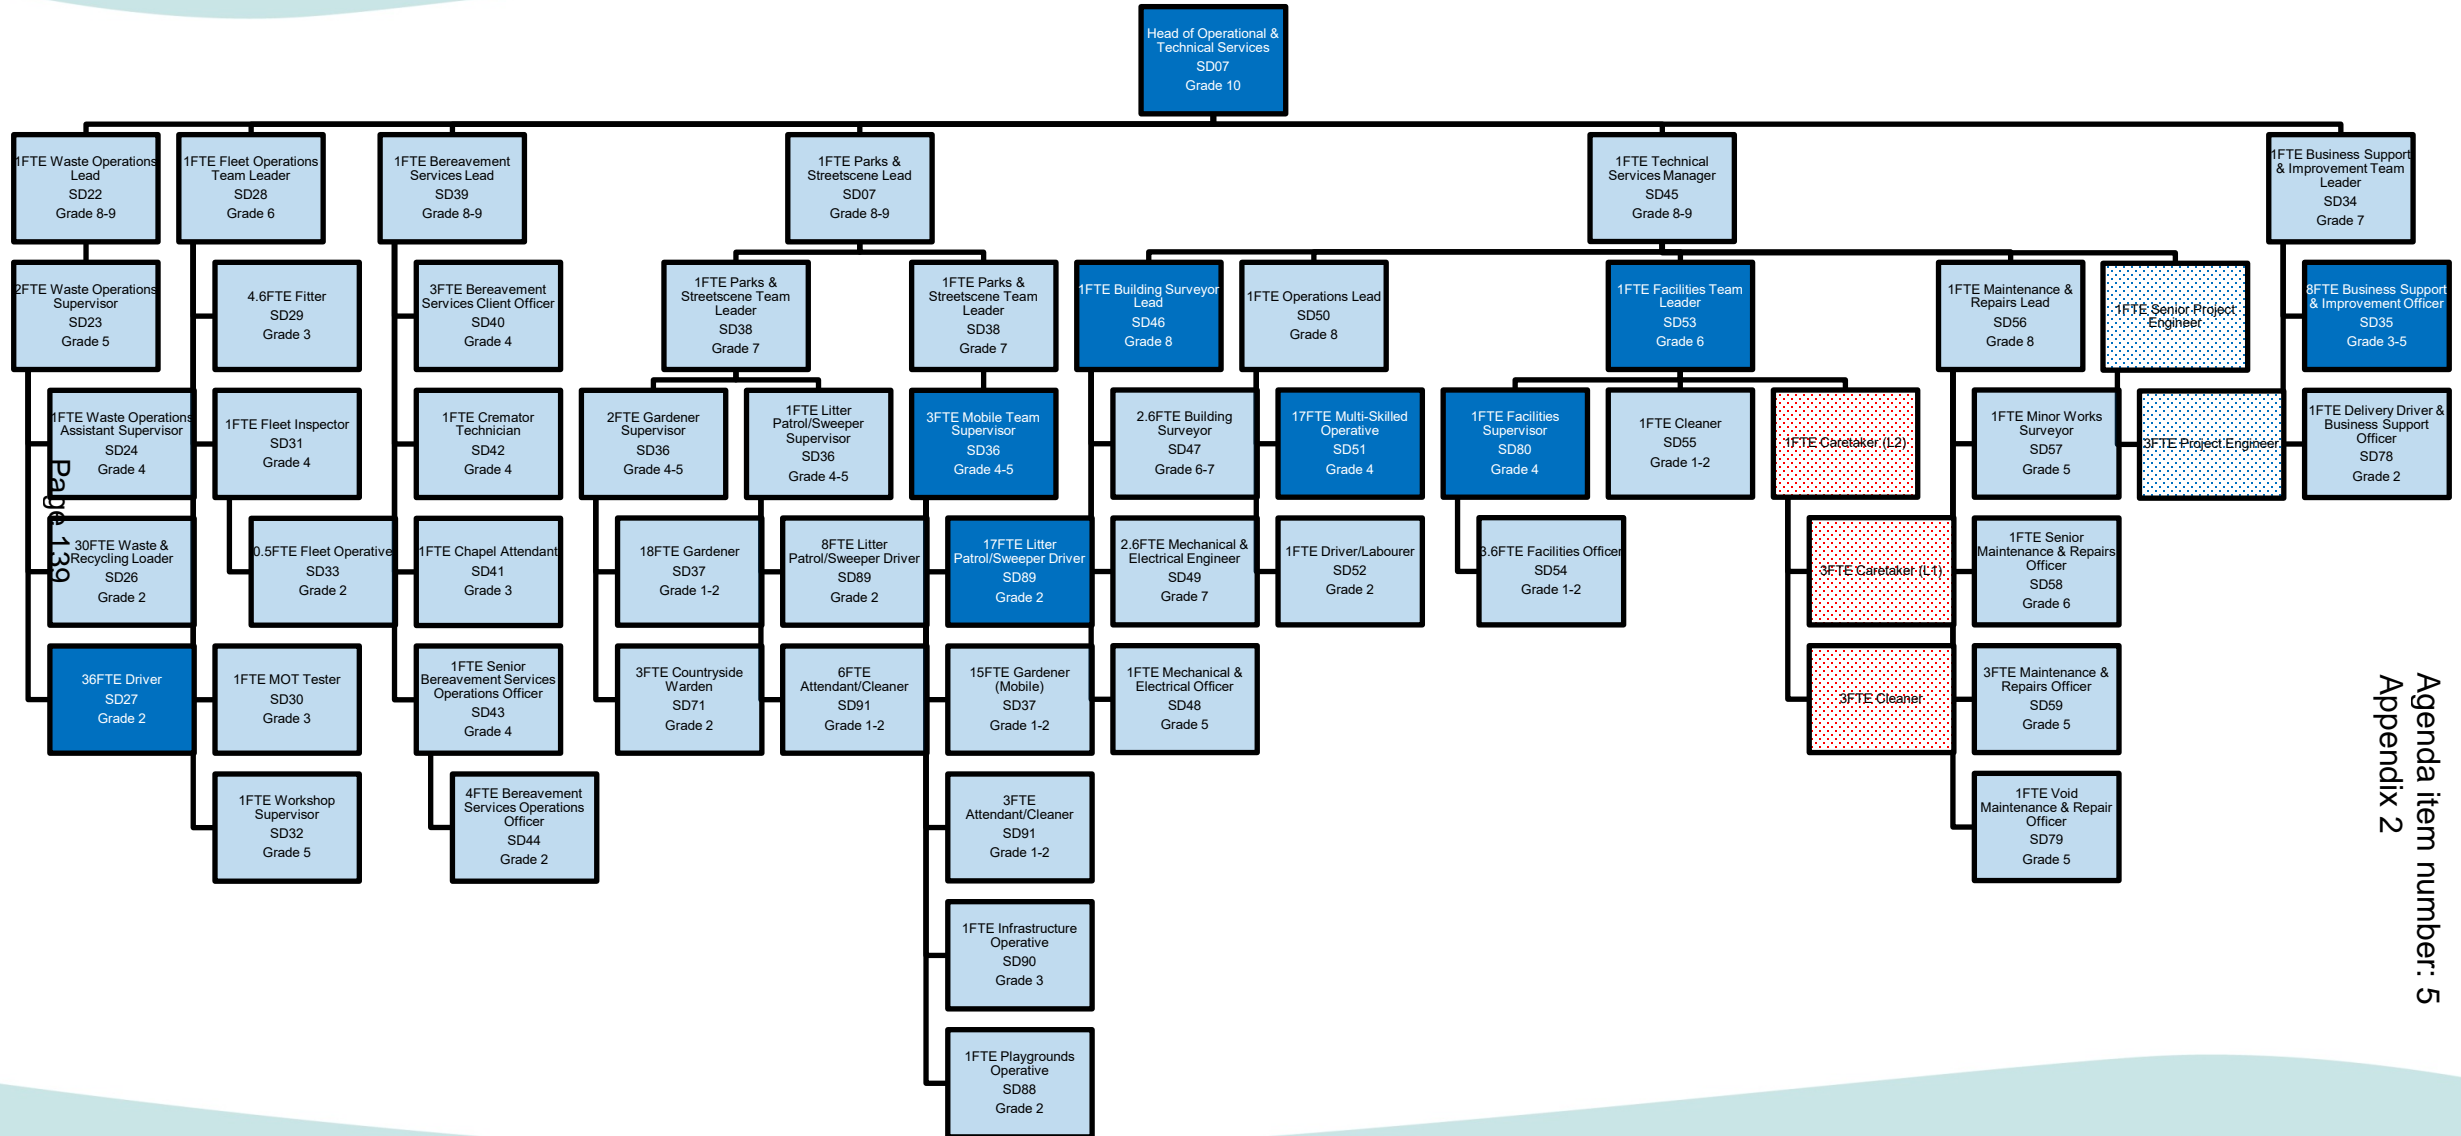 Head of Operational &
Technical Services
SD07
Grade 10
1FTE Waste Operations
Lead
SD22
Grade 8-9
1FTE Fleet Operations
Team Leader
SD28
Grade 6
1FTE Bereavement
Services Lead
SD39
Grade 8-9
1FTE Parks &
Streetscene Lead
SD07
Grade 8-9
1FTE Technical
Services Manager
SD45
Grade 8-9
1FTE Business Support
& Improvement Team
Leader
SD34
Grade 7
2FTE Waste Operations
Supervisor
SD23
Grade 5
4.6FTE Fitter
SD29
Grade 3
3FTE Bereavement
Services Client Officer
SD40
Grade 4
1FTE Parks &
Streetscene Team
Leader
SD38
Grade 7
1FTE Parks &
Streetscene Team
Leader
SD38
Grade 7
1FTE Building Surveyor
Lead
SD46
Grade 8
1FTE Operations Lead
SD50
Grade 8
1FTE Facilities Team
Leader
SD53
Grade 6
1FTE Maintenance &
Repairs Lead
SD56
Grade 8
1FTE Senior Project
Engineer
8FTE Business Support
& Improvement Officer
SD35
Grade 3-5
1FTE Waste Operations
Assistant Supervisor
SD24
Grade 4
1FTE Fleet Inspector
SD31
Grade 4
1FTE Cremator
Technician
SD42
Grade 4
2FTE Gardener
Supervisor
SD36
Grade 4-5
1FTE Litter
Patrol/Sweeper
Supervisor
SD36
Grade 4-5
3FTE Mobile Team
Supervisor
SD36
Grade 4-5
2.6FTE Building
Surveyor
SD47
Grade 6-7
17FTE Multi-Skilled
Operative
SD51
Grade 4
1FTE Facilities
Supervisor
SD80
Grade 4
1FTE Cleaner
SD55
Grade 1-2
1FTE Caretaker (L2)
1FTE Minor Works
Surveyor
SD57
Grade 5
3FTE Project Engineer
1FTE Delivery Driver &
Business Support
Officer
SD78
Grade 2
30FTE Waste &
Recycling Loader
SD26
Grade 2
0.5FTE Fleet Operative
SD33
Grade 2
1FTE Chapel Attendant
SD41
Grade 3
18FTE Gardener
SD37
Grade 1-2
8FTE Litter
Patrol/Sweeper Driver
SD89
Grade 2
17FTE Litter
Patrol/Sweeper Driver
SD89
Grade 2
2.6FTE Mechanical &
Electrical Engineer
SD49
Grade 7
1FTE Driver/Labourer
SD52
Grade 2
3.6FTE Facilities Officer
SD54
Grade 1-2
3FTE Caretaker (L1)
1FTE Senior
Maintenance & Repairs
Officer
SD58
Grade 6
36FTE Driver
SD27
Grade 2
1FTE MOT Tester
SD30
Grade 3
1FTE Senior
Bereavement Services
Operations Officer
SD43
Grade 4
3FTE Countryside
Warden
SD71
Grade 2
6FTE
Attendant/Cleaner
SD91
Grade 1-2
15FTE Gardener
(Mobile)
SD37
Grade 1-2
1FTE Mechanical &
Electrical Officer
SD48
Grade 5
3FTE Cleaner
3FTE Maintenance &
Repairs Officer
SD59
Grade 5
1FTE Workshop
Supervisor
SD32
Grade 5
4FTE Bereavement
Services Operations
Officer
SD44
Grade 2
3FTE
Attendant/Cleaner
SD91
Grade 1-2
1FTE Void
Maintenance & Repair
Officer
SD79
Grade 5
1FTE Infrastructure
Operative
SD90
Grade 3
1FTE Playgrounds
Operative
SD88
Grade 2
Page 139
Agenda item number: 5
Appendix 2